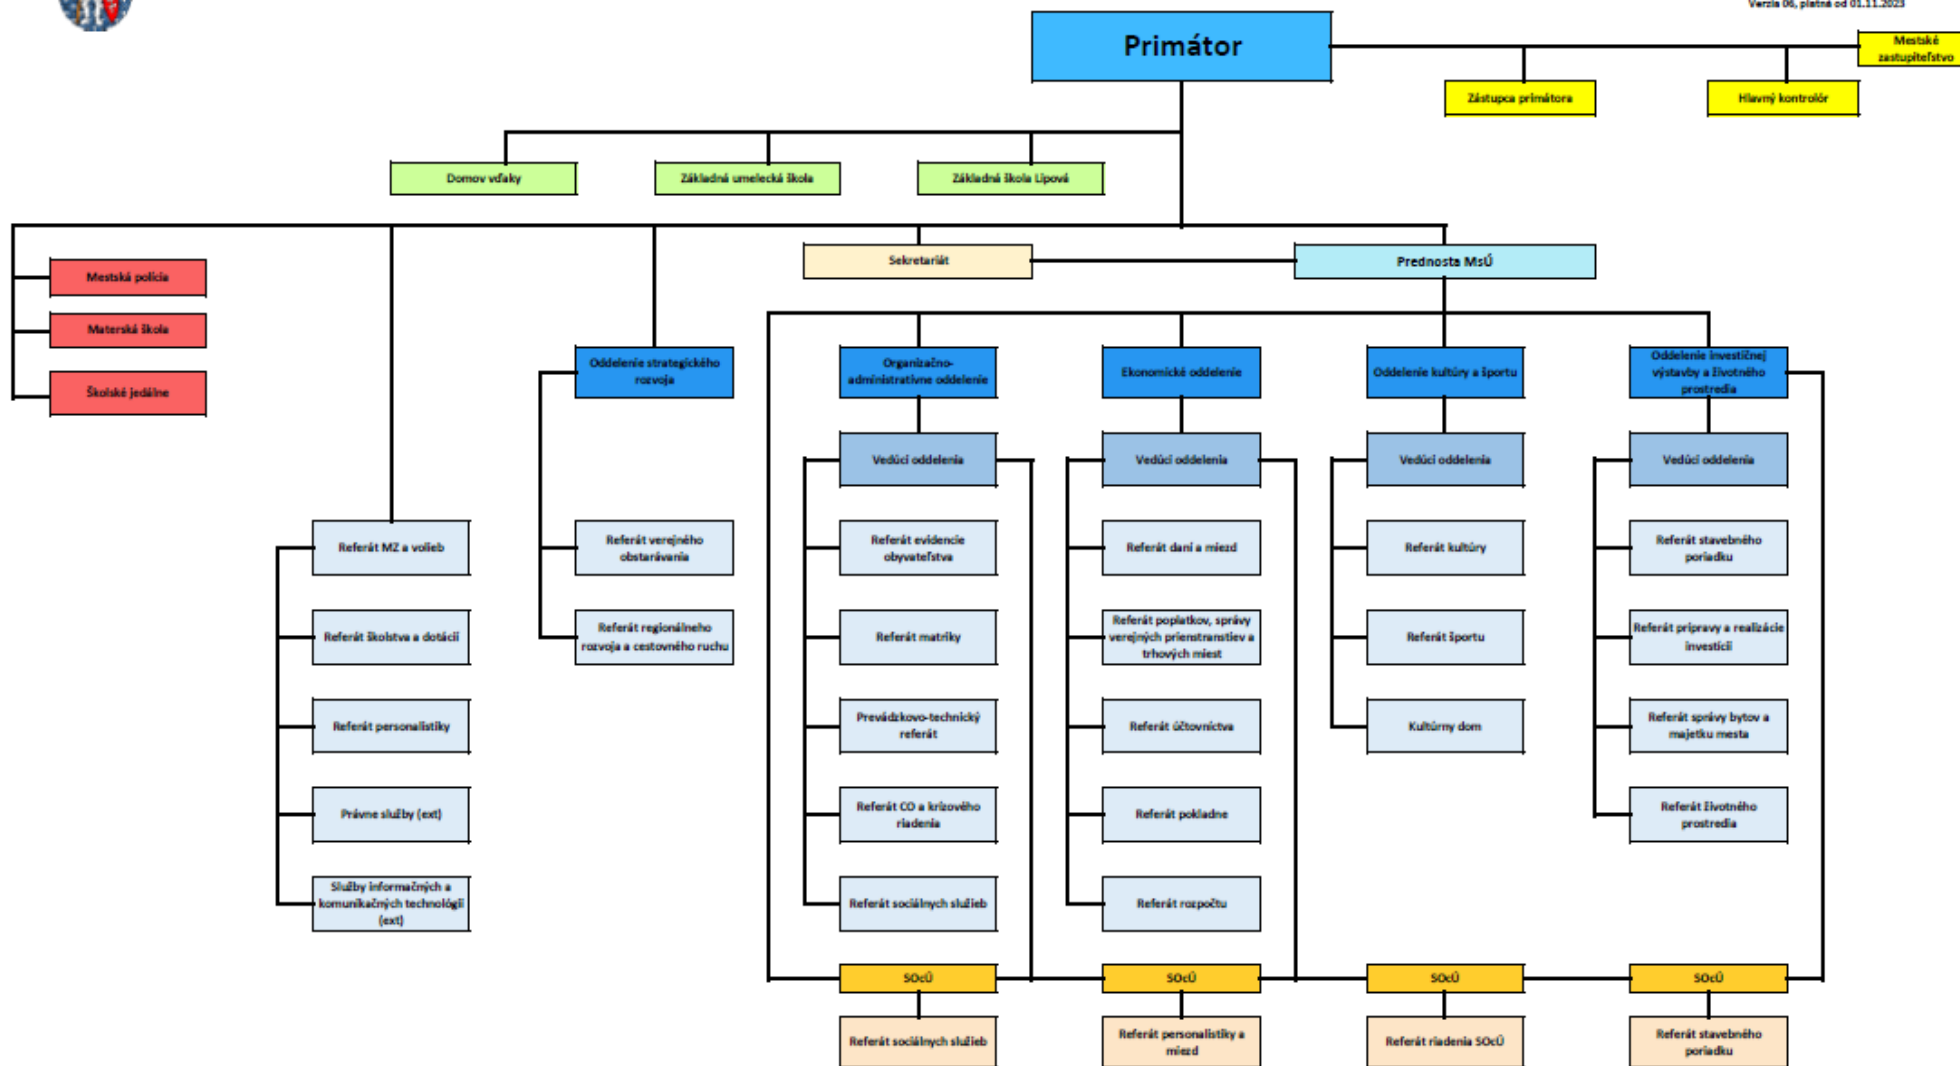 Verzia 06, platná od 01.11.2023
Primátor
Mestské
zastupiteľstvo
Zástupca primátora
Hlavný kontrolór
Domov vďaky
Základná umelecká škola
Základná škola Lipová
Sekretariát
Prednosta MsÚ
Mestská polícia
Materská škola
Školské jedálne
Oddelenie strategického
rozvoja
Organizačno-
administratívne oddelenie
Ekonomické oddelenie
Oddelenie kultúry a športu
Oddelenie investičnej
výstavby a životného
prostredia
Vedúci oddelenia
Vedúci oddelenia
Vedúci oddelenia
Vedúci oddelenia
Referát MZ a volieb
Referát verejného
obstarávania
Referát evidencie
obyvateľstva
Referát daní a miezd
Referát kultúry
Referát stavebného
poriadku
Referát školstva a dotácií
Referát regionálneho
rozvoja a cestovného ruchu
Referát matriky
Referát poplatkov, správy
verejných prienstranstiev a
trhových miest
Referát športu
Referát prípravy a realizácie
investícií
Referát personalistiky
Prevádzkovo-technický
referát
Referát účtovníctva
Kultúrny dom
Referát správy bytov a
majetku mesta
Právne služby (ext)
Referát CO a krízového
riadenia
Referát pokladne
Referát životného
prostredia
Služby informačných a
komunikačných technológií
(ext)
Referát sociálnych služieb
Referát rozpočtu
SOcÚ
SOcÚ
SOcÚ
SOcÚ
Referát sociálnych služieb
Referát personalistiky a
miezd
Referát riadenia SOcÚ
Referát stavebného
poriadku